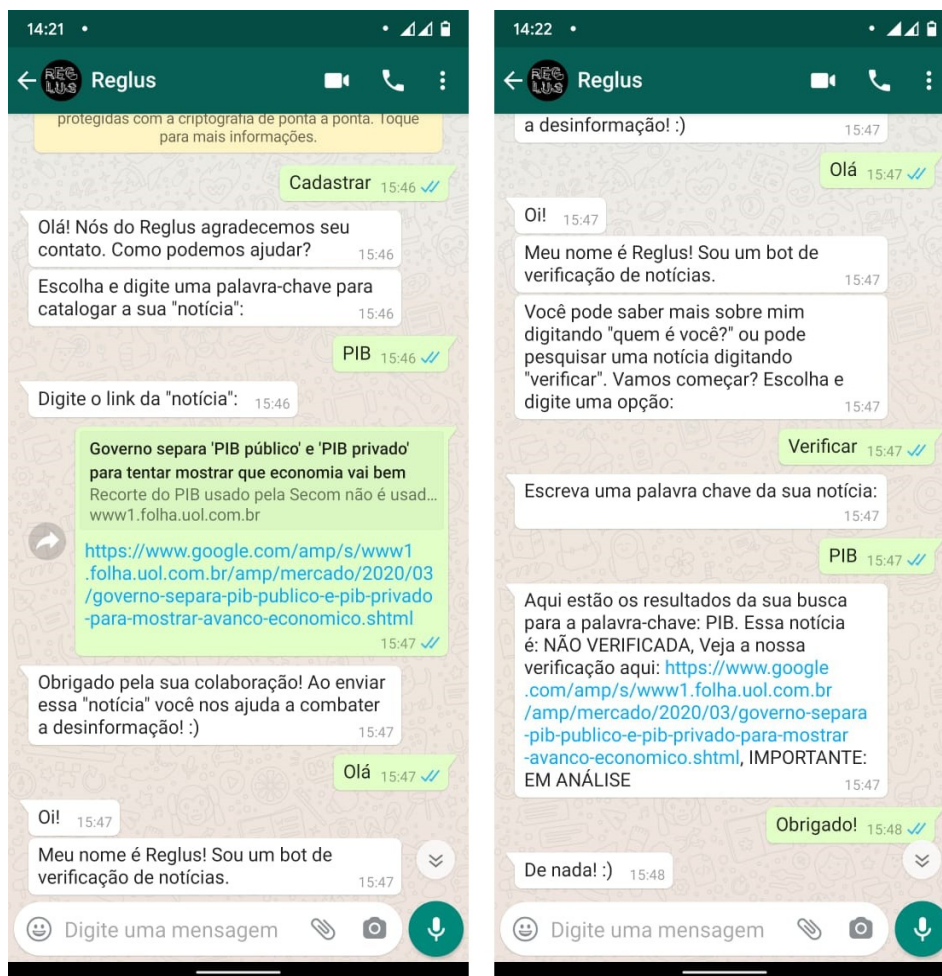 14:21
REG
LUS
Reglus
protegidas com a criptografia de ponta a ponta. Toque
para mais informações.
Cadastrar 15:46
Olá! Nós do Reglus agradecemos seu
contato. Como podemos ajudar? 15:46
Escolha e digite uma palavra-chave para
catalogar a sua "notícia": 15:46
PIB 15:46
Digite o link da "notícia": 15:46
Governo separa 'PIB público' e 'PIB privado'
para tentar mostrar que economia vai bem
Recorte do PIB usado pela Secom não é usad...
www1.folha.uol.com.br
https://www.google.com/amp/s/www1
.folha.uol.com.br/amp/mercado/2020/03
/governo-separa-pib-publico-e-pib-privado
-para-mostrar-avanco-economico.shtml
15:47
Obrigado pela sua colaboração! Ao enviar
essa "notícia" você nos ajuda a combater
a desinformação! :) 15:47
Olá 15:47
Oi! 15:47
Meu nome é Reglus! Sou um bot de
verificação de notícias. 15:47
Digite uma mensagem
14:22
REG
LUS
Reglus
a desinformação! :) 15:47
Olá 15:47
Oi! 15:47
Meu nome é Reglus! Sou um bot de
verificação de notícias. 15:47
Você pode saber mais sobre mim
digitando "quem é você?" ou pode
pesquisar uma notícia digitando
"verificar". Vamos começar? Escolha e
digite uma opção: 15:47
Verificar 15:47
Escreva uma palavra chave da sua notícia:
15:47
PIB 15:47
Aqui estão os resultados da sua busca
para a palavra-chave: PIB. Essa notícia
é: NÃO VERIFICADA, Veja a nossa
verificação aqui: https://www.google
.com/amp/s/www1.folha.uol.com.br
/amp/mercado/2020/03/governo-separa
-pib-publico-e-pib-privado-para-mostrar
-avanco-economico.shtml, IMPORTANTE:
EM ANÁLISE 15:47
Obrigado! 15:48
De nada! :) 15:48
Digite uma mensagem